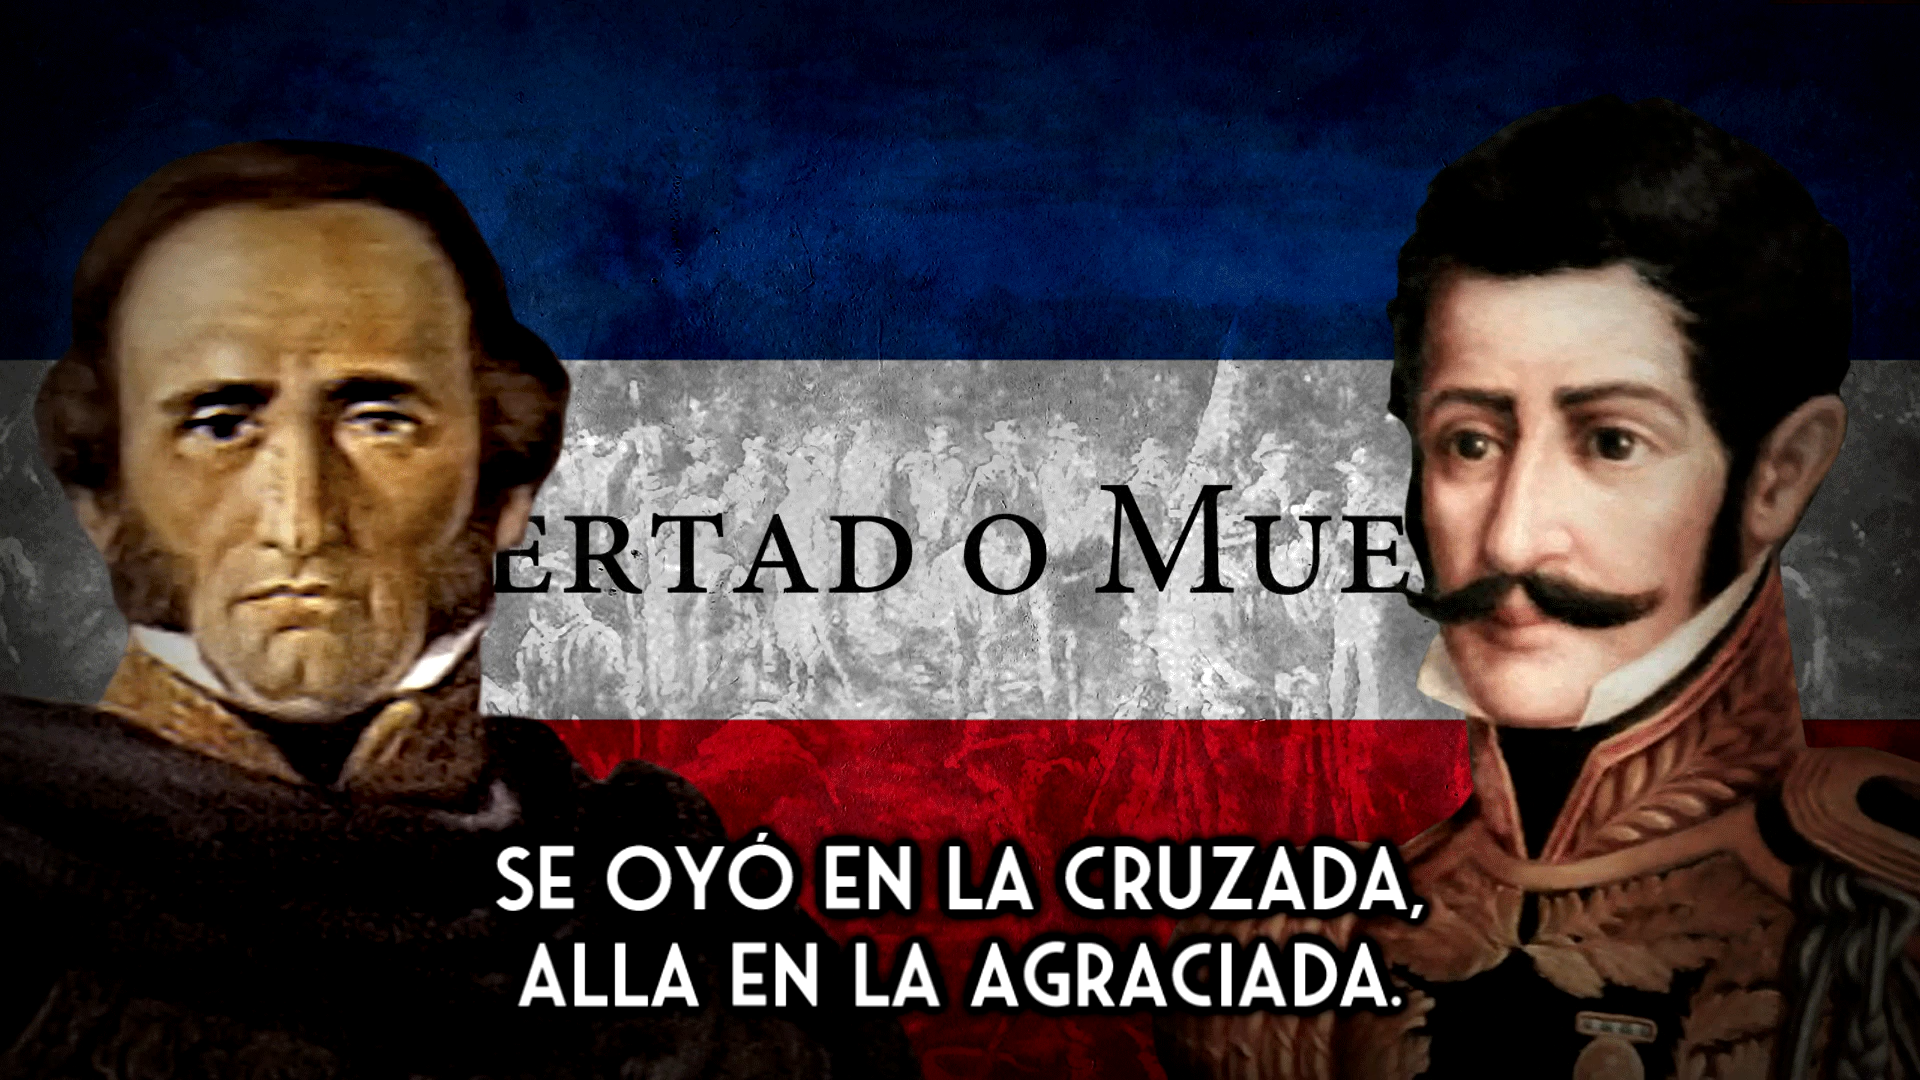 ERTAD O MUE
SE OYÓ EN LA CRUZADA,
ALLA EN LA AGRACIADA.